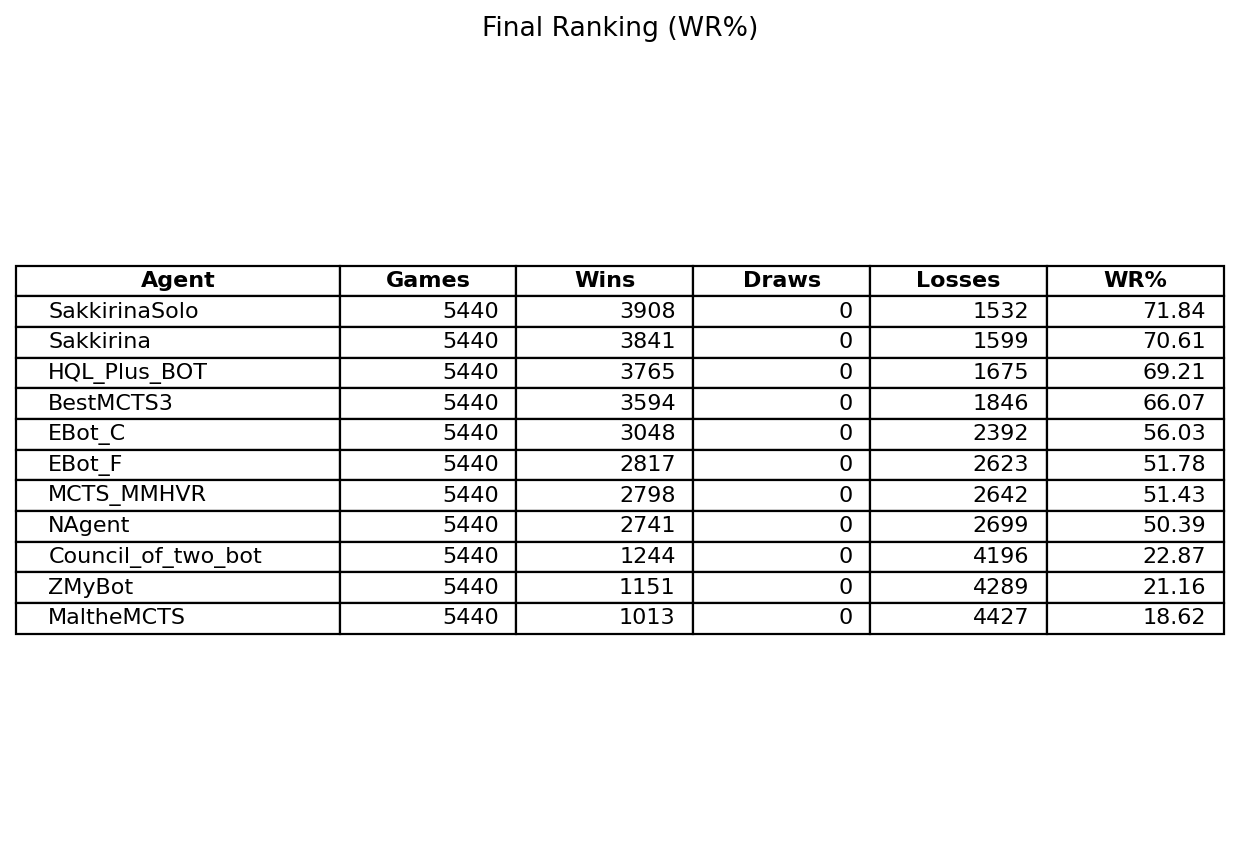 Final Ranking (WR%)
Agent Games Wins Draws Losses WR%
SakkirinaSolo 5440 3908 0 1532 71.84
Sakkirina 5440 3841 0 1599 70.61
HQL_Plus_BOT 5440 3765 0 1675 69.21
BestMCTS3 5440 3594 0 1846 66.07
EBot_C 5440 3048 0 2392 56.03
EBot_F 5440 2817 0 2623 51.78
MCTS_MMHVR 5440 2798 0 2642 51.43
NAgent 5440 2741 0 2699 50.39
Council_of_two_bot 5440 1244 0 4196 22.87
ZMyBot 5440 1151 0 4289 21.16
MaltheMCTS 5440 1013 0 4427 18.62